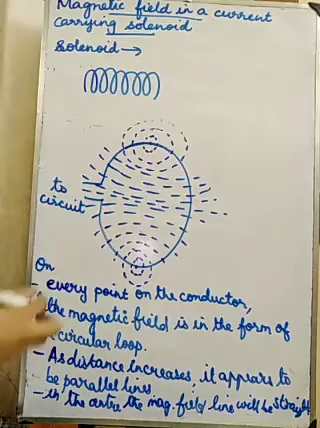 Magnetic field in a current
carrying solenoid
Solenoid →
to
circuit
On
- every point on the conductor,
the magnetic field is in the form of
circular loop.
- As distance increases, it appears to
be parallel lines
- In the centre the mag. field line will be straight